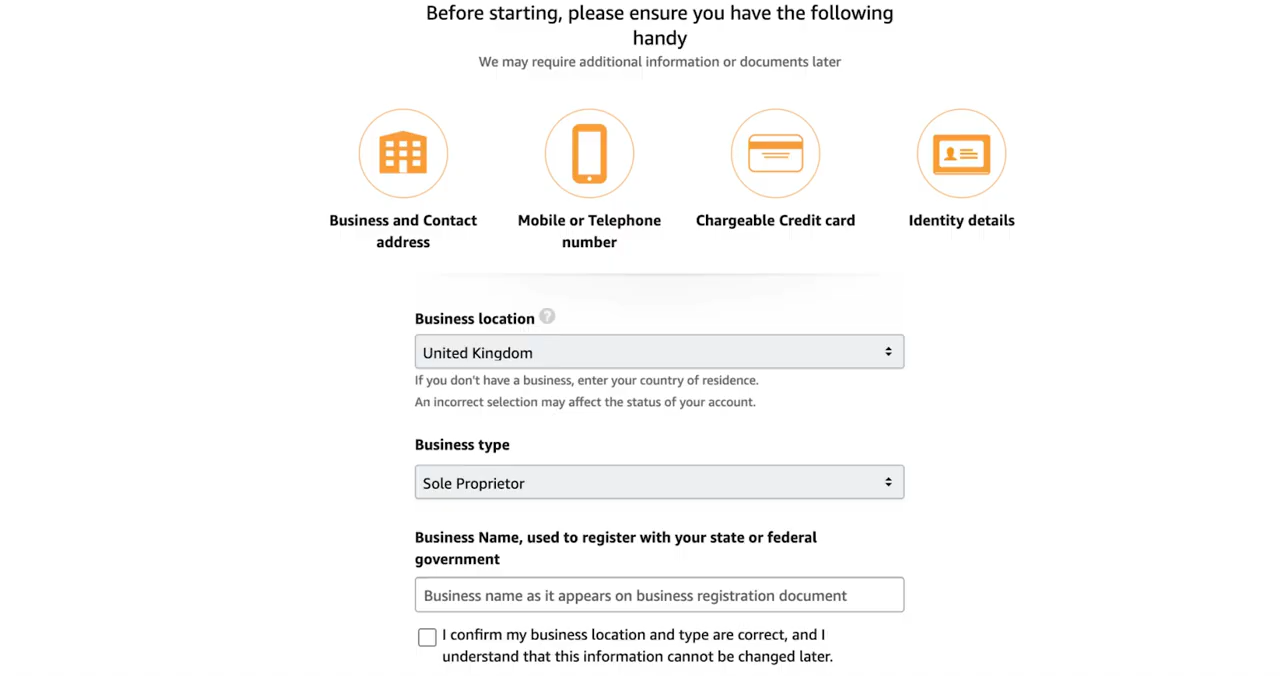 Before starting, please ensure you have the following
handy
We may require additional information or documents later
Business and Contact
address
Mobile or Telephone
number
Chargeable Credit card
Identity details
Business location ?
United Kingdom
If you don't have a business, enter your country of residence.
An incorrect selection may affect the status of your account.
Business type
Sole Proprietor
Business Name, used to register with your state or federal
government
Business name as it appears on business registration document
I confirm my business location and type are correct, and I
understand that this information cannot be changed later.